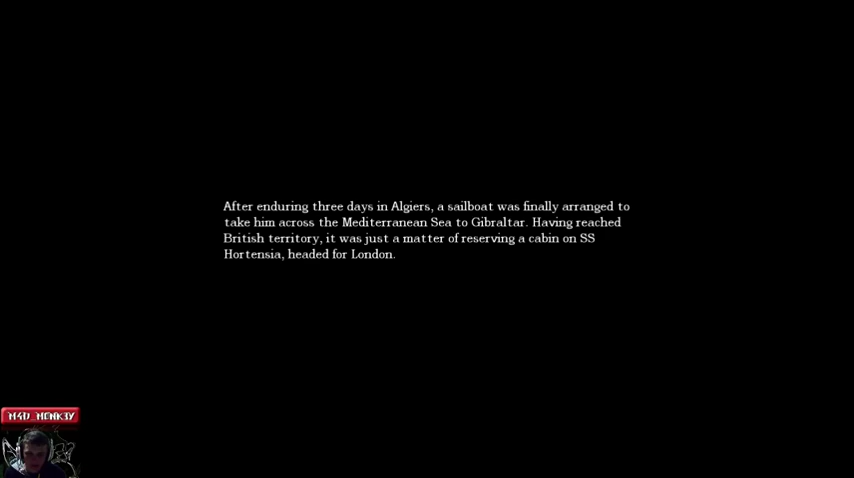 After enduring three days in Algiers, a sailboat was finally arranged to
take him across the Mediterranean Sea to Gibraltar. Having reached
British territory, it was just a matter of reserving a cabin on SS
Hortensia, headed for London.
M4D_M0NK3Y